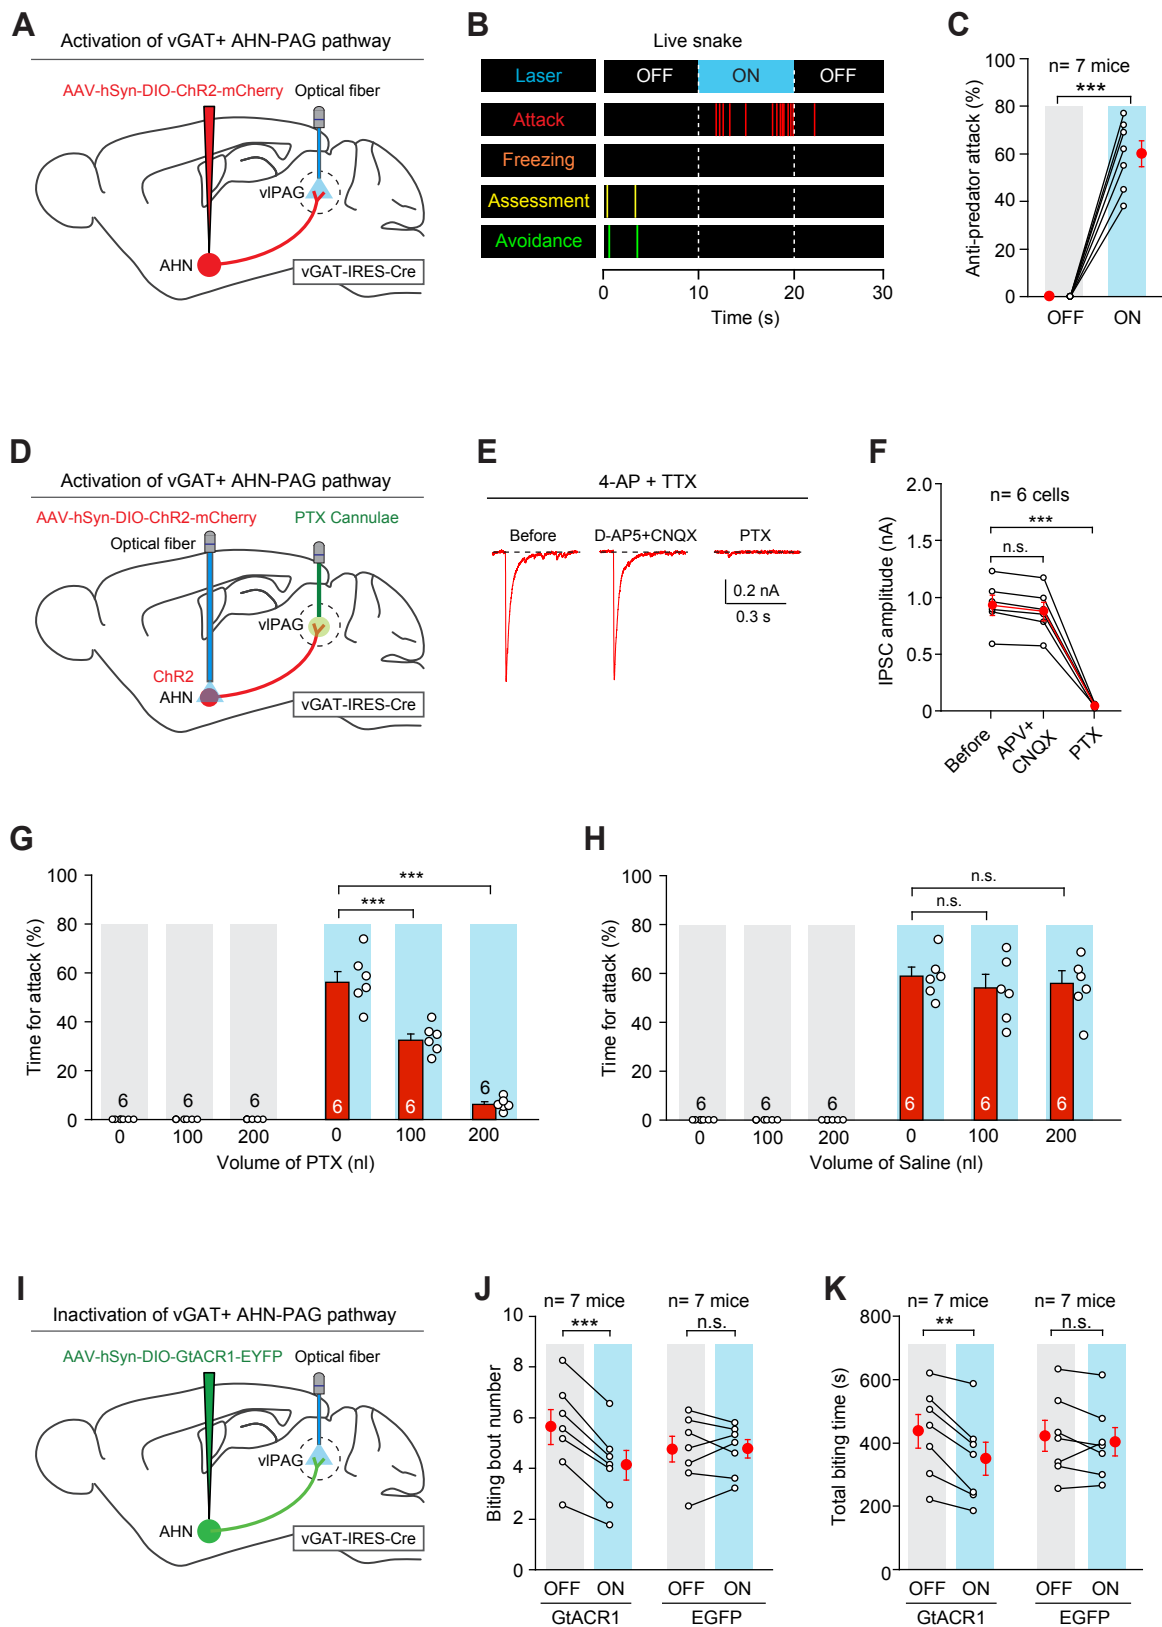 A
Activation of vGAT+ AHN-PAG pathway
AAV-hSyn-DIO-ChR2-mCherry Optical fiber
vlPAG
AHN
vGAT-IRES-Cre
B
Live snake
Laser OFF ON OFF
Attack
Freezing
Assessment
Avoidance
0 10 20 30
Time (s)
C
n= 7 mice
***
Anti-predator attack (%)
100
80
60
40
20
0
OFF ON
D
Activation of vGAT+ AHN-PAG pathway
AAV-hSyn-DIO-ChR2-mCherry PTX Cannulae
Optical fiber
vlPAG
ChR2
AHN
vGAT-IRES-Cre
E
4-AP + TTX
Before D-AP5+CNQX PTX
0.2 nA
0.3 s
F
n= 6 cells
***
n.s.
IPSC amplitude (nA)
2.0
1.5
1.0
0.5
0
Before
APV+
CNQX
PTX
G
Time for attack (%)
100
80
60
40
20
0
***
***
6 6 6 6 6 6
0 100 200 0 100 200
Volume of PTX (nl)
H
Time for attack (%)
100
80
60
40
20
0
n.s.
n.s.
6 6 6 6 6 6
0 100 200 0 100 200
Volume of Saline (nl)
I
Inactivation of vGAT+ AHN-PAG pathway
AAV-hSyn-DIO-GtACR1-EYFP Optical fiber
vlPAG
AHN
vGAT-IRES-Cre
J
n= 7 mice n= 7 mice
*** n.s.
Biting bout number
10
8
6
4
2
0
OFF ON OFF ON
GtACR1 EGFP
K
n= 7 mice n= 7 mice
** n.s.
Total biting time (s)
800
600
400
200
0
OFF ON OFF ON
GtACR1 EGFP